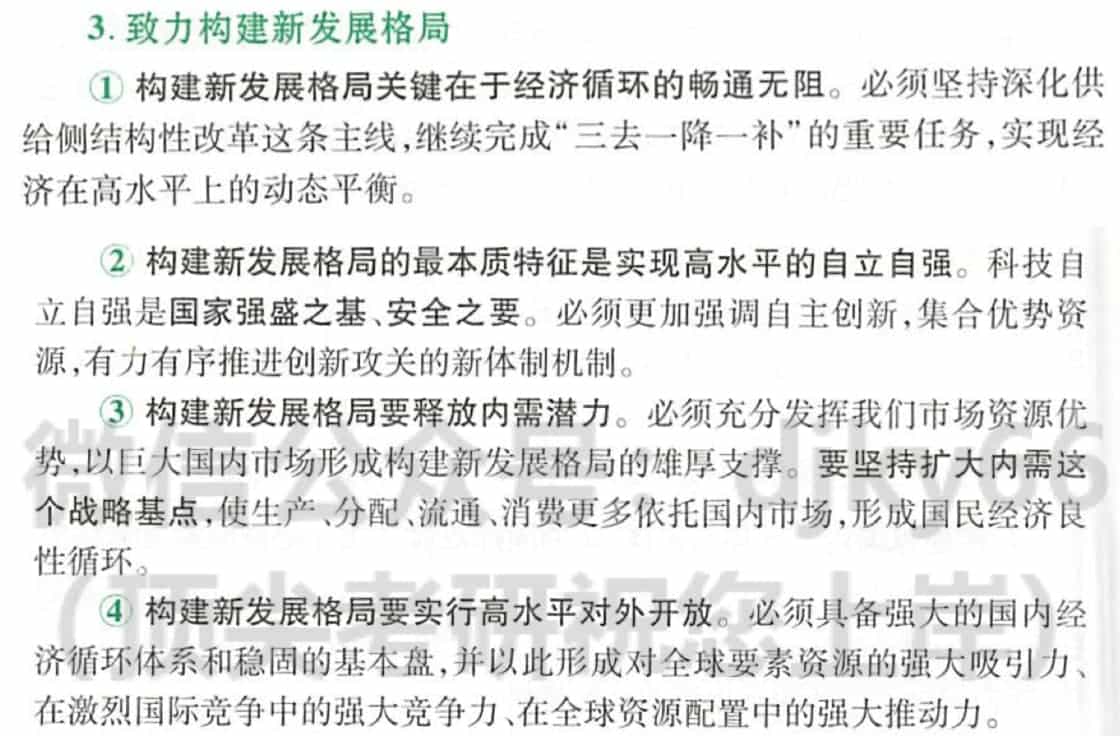 3. 致力构建新发展格局
① 构建新发展格局关键在于经济循环的畅通无阻。必须坚持深化供
给侧结构性改革这条主线,继续完成“三去一降一补”的重要任务,实现经
济在高水平上的动态平衡。
② 构建新发展格局的最本质特征是实现高水平的自立自强。科技自
立自强是国家强盛之基、安全之要。必须更加强调自主创新,集合优势资
源,有力有序推进创新攻关的新体制机制。
③ 构建新发展格局要释放内需潜力。必须充分发挥我们市场资源优
势,以巨大国内市场形成构建新发展格局的雄厚支撑。要坚持扩大内需这
个战略基点,使生产、分配、流通、消费更多依托国内市场,形成国民经济良
性循环。
④ 构建新发展格局要实行高水平对外开放。必须具备强大的国内经
济循环体系和稳固的基本盘,并以此形成对全球要素资源的强大吸引力、
在激烈国际竞争中的强大竞争力、在全球资源配置中的强大推动力。
微信公众号: djky66
(顶尖考研祝您上岸)